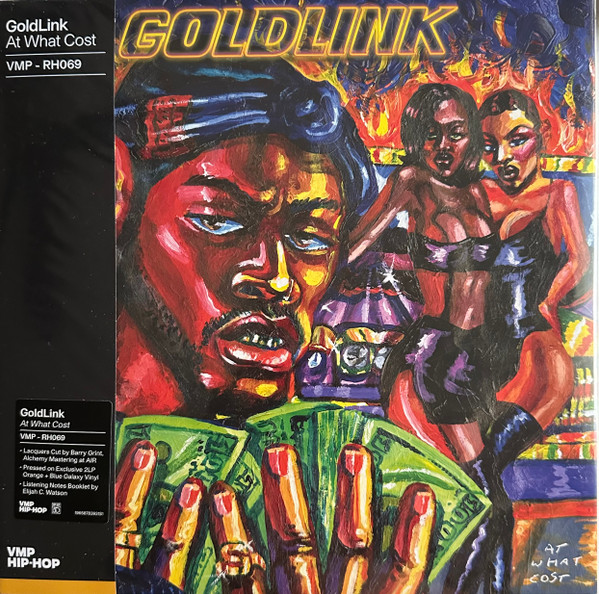 GoldLink
At What Cost
VMP - RH069
GOLDLINK
GoldLink
At What Cost
VMP - RH069
• Lacquers Cut by Barry Grint,
Alchemy Mastering at AIR
• Pressed on Exclusive 2LP
Orange + Blue Galaxy Vinyl
• Listening Notes Booklet by
Elijah C. Watson
VMP
HIP-HOP
VMP
HIP-HOP
AT
WHAT
COST